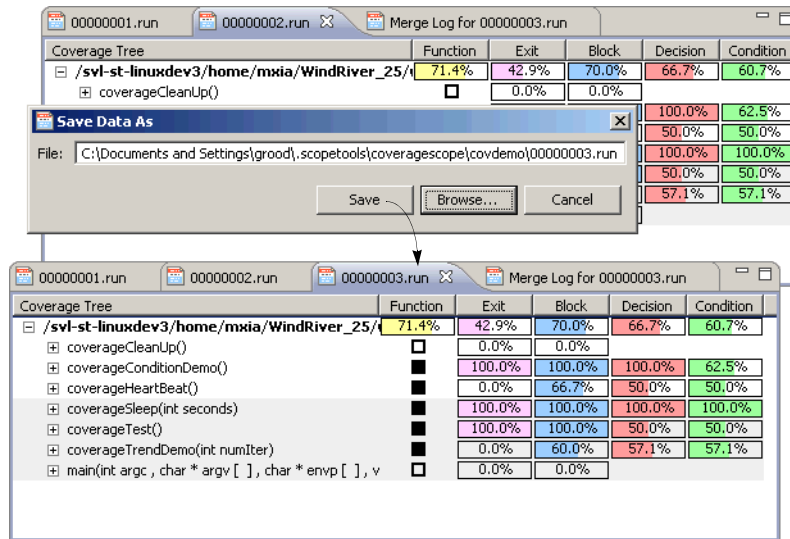 00000001.run 00000002.run Merge Log for 00000003.run
Coverage Tree Function Exit Block Decision Condition
/svl-st-linuxdev3/home/mxia/WindRiver_25/ 71.4% 42.9% 70.0% 66.7% 60.7%
coverageCleanUp() 0.0% 0.0%
100.0% 62.5%
Save Data As
50.0% 50.0%
File: C:\Documents and Settings\grood\.scopetools\coveragescope\covdemo\00000003.run
100.0% 100.0%
50.0% 50.0%
Save Browse... Cancel
57.1% 57.1%
00000001.run 00000002.run 00000003.run Merge Log for 00000003.run
Coverage Tree Function Exit Block Decision Condition
/svl-st-linuxdev3/home/mxia/WindRiver_25/ 71.4% 42.9% 70.0% 66.7% 60.7%
coverageCleanUp() 0.0% 0.0%
coverageConditionDemo() 100.0% 100.0% 100.0% 62.5%
coverageHeartBeat() 0.0% 66.7% 50.0% 50.0%
coverageSleep(int seconds) 100.0% 100.0% 100.0% 100.0%
coverageTest() 100.0% 100.0% 50.0% 50.0%
coverageTrendDemo(int numIter) 0.0% 60.0% 57.1% 57.1%
main(int argc , char * argv [ ] , char * envp [ ] , v 0.0% 0.0%